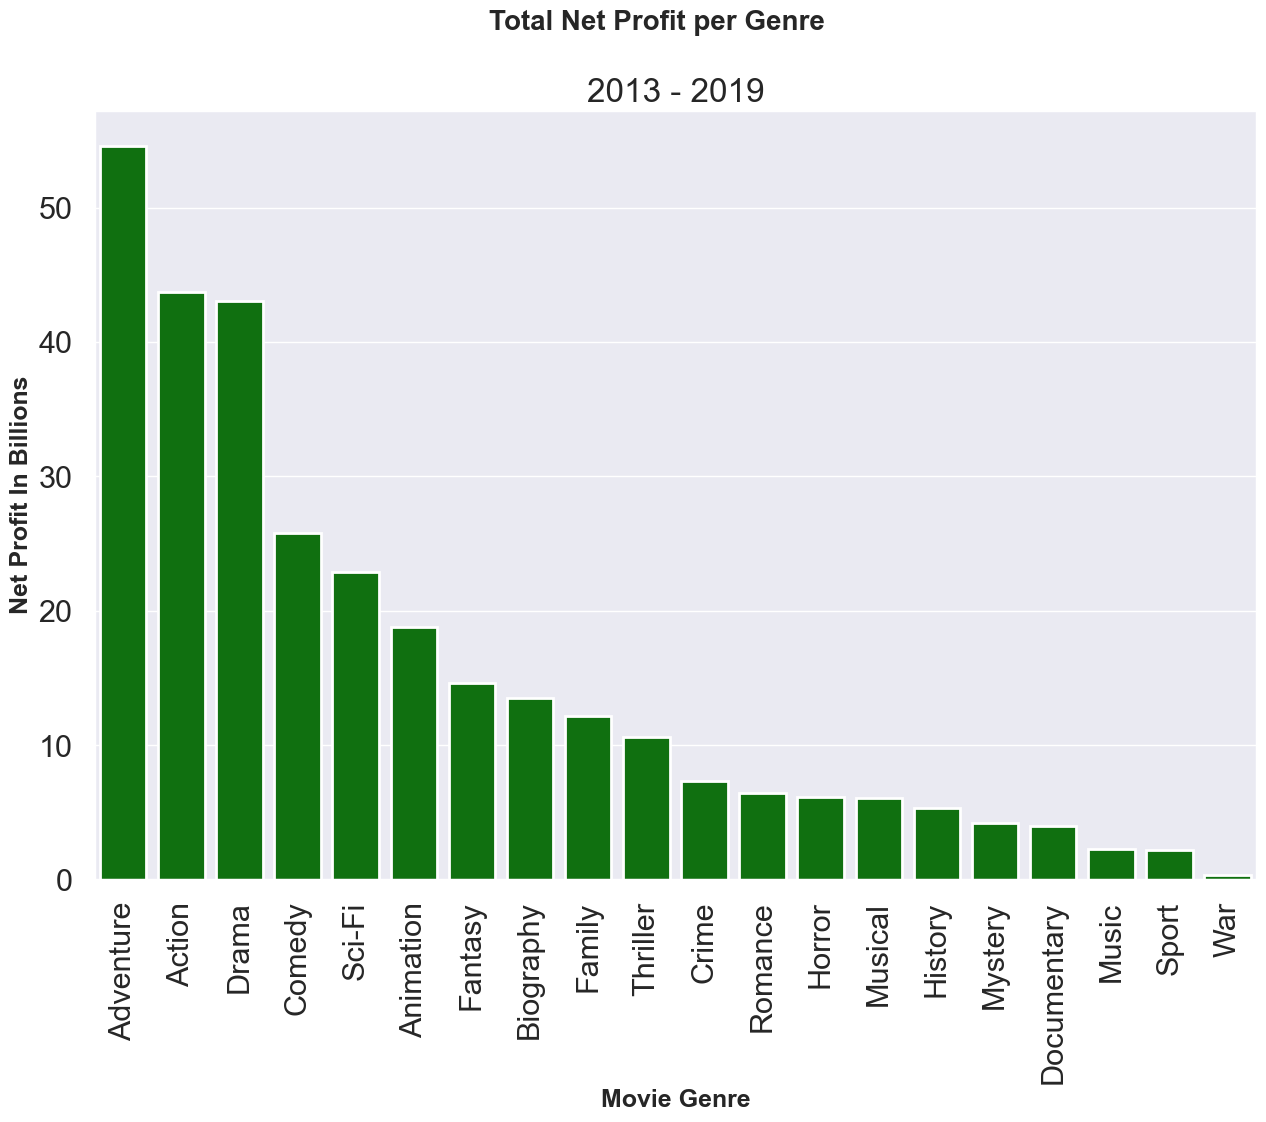 Total Net Profit per Genre
2013 - 2019
Net Profit In Billions
50
40
30
20
10
0
Adventure
Action
Drama
Comedy
Sci-Fi
Animation
Fantasy
Biography
Family
Thriller
Crime
Romance
Horror
Musical
History
Mystery
Documentary
Music
Sport
War
Movie Genre